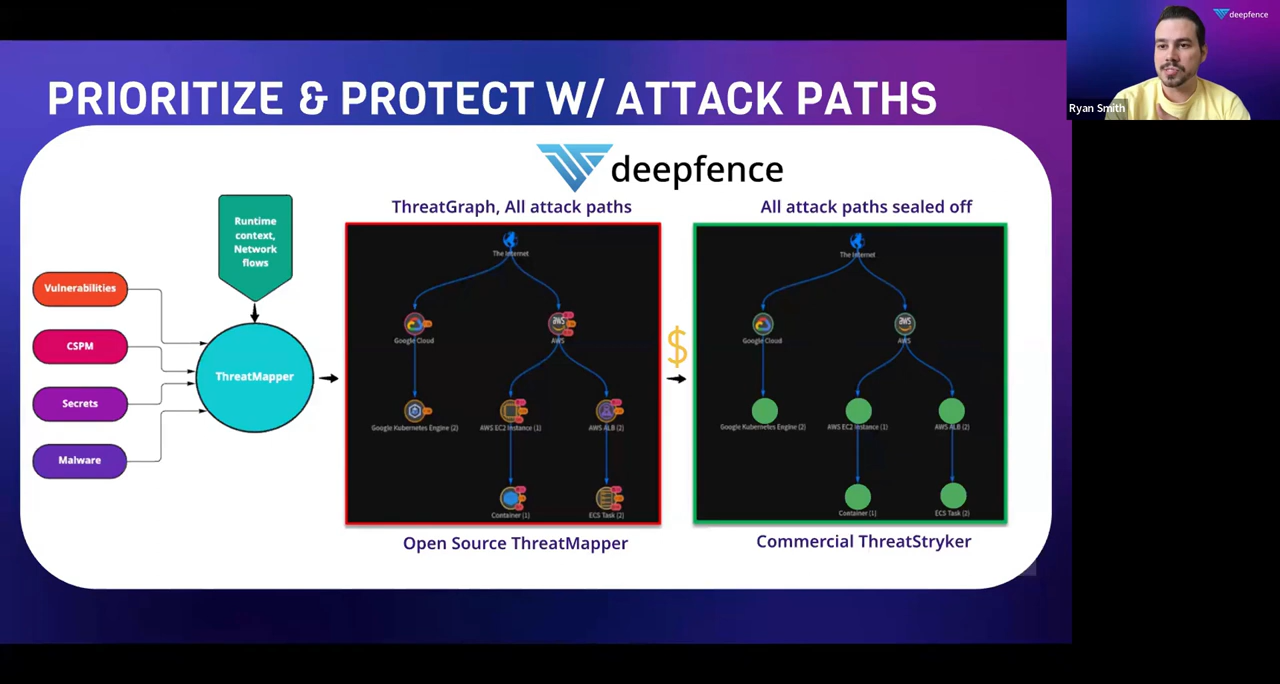 PRIORITIZE & PROTECT W/ ATTACK PATHS
deepfence
Ryan Smith
deepfence
Runtime
context,
Network
flows
Vulnerabilities
CSPM
Secrets
Malware
ThreatMapper
ThreatGraph, All attack paths
The Internet
Google Cloud
aws
AWS
Google Kubernetes Engine (2)
AWS EC2 Instance (1)
AWS ALB (2)
Container (1)
ECS Task (2)
Open Source ThreatMapper
$
All attack paths sealed off
The Internet
Google Cloud
aws
AWS
Google Kubernetes Engine (2)
AWS EC2 Instance (1)
AWS ALB (2)
Container (1)
ECS Task (2)
Commercial ThreatStryker